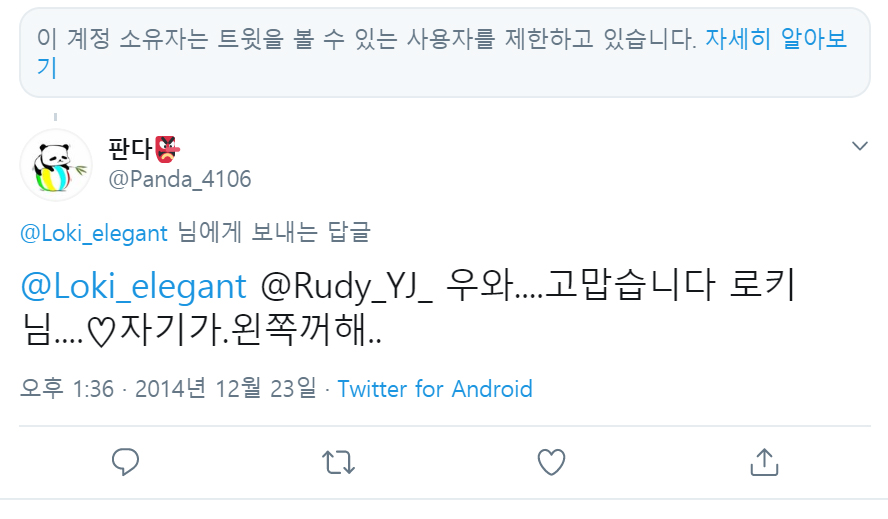 이 계정 소유자는 트윗을 볼 수 있는 사용자를 제한하고 있습니다. 자세히 알아보
기
판다👺
@Panda_4106
@Loki_elegant 님에게 보내는 답글
@Loki_elegant @Rudy_YJ_ 우와....고맙습니다 로키
님....♡자기가.왼쪽꺼해..
오후 1:36 · 2014년 12월 23일 · Twitter for Android